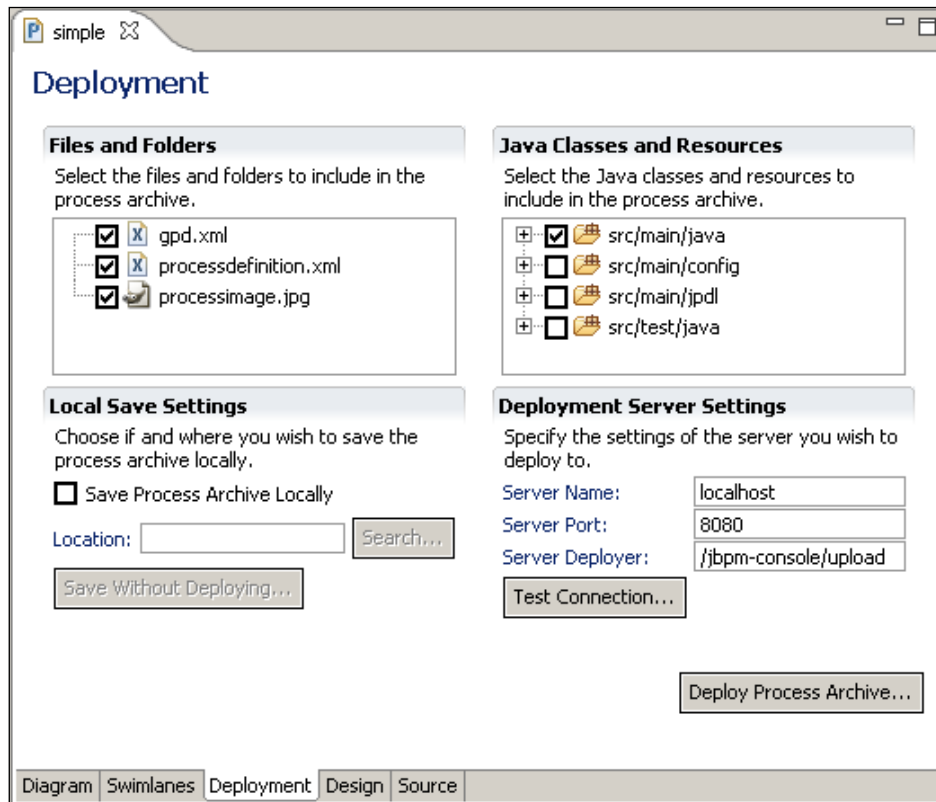 simple
Deployment
Files and Folders
Select the files and folders to include in the
process archive.
gpd.xml
processdefinition.xml
processimage.jpg
Java Classes and Resources
Select the Java classes and resources to
include in the process archive.
src/main/java
src/main/config
src/main/jpdl
src/test/java
Local Save Settings
Choose if and where you wish to save the
process archive locally.
Save Process Archive Locally
Location:
Search...
Save Without Deploying...
Deployment Server Settings
Specify the settings of the server you wish to
deploy to.
Server Name: localhost
Server Port: 8080
Server Deployer: /jbpm-console/upload
Test Connection...
Deploy Process Archive...
Diagram Swimlanes Deployment Design Source